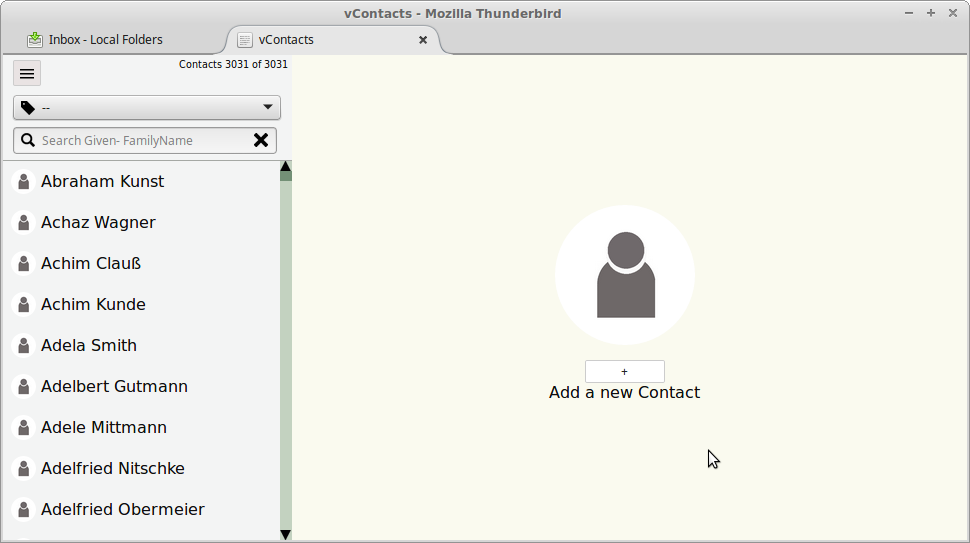 vContacts - Mozilla Thunderbird
Inbox - Local Folders
vContacts
Contacts 3031 of 3031
--
Search Given- FamilyName
Abraham Kunst
Achaz Wagner
Achim Clauß
Achim Kunde
Adela Smith
Adelbert Gutmann
Adele Mittmann
Adelfried Nitschke
Adelfried Obermeier
+
Add a new Contact